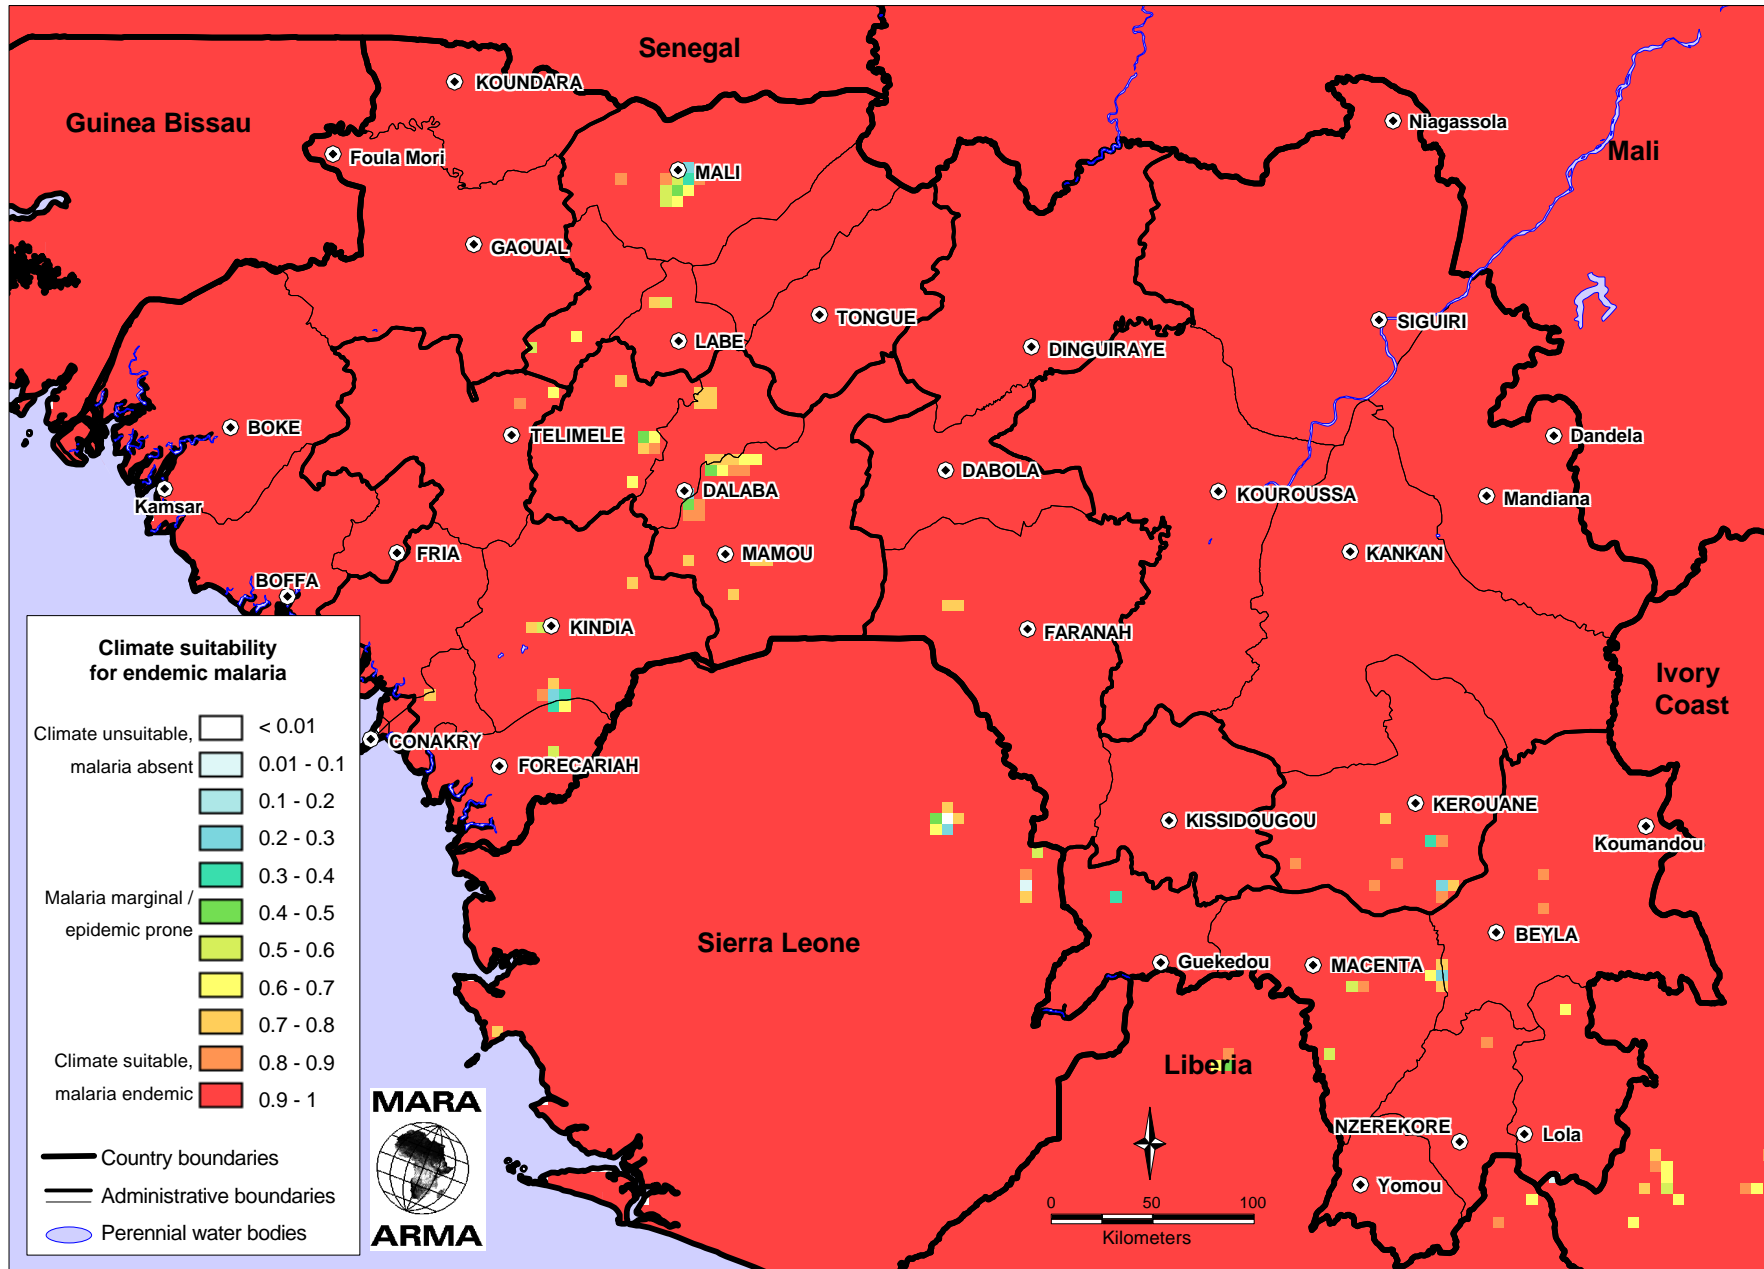 Senegal
KOUNDARA
Guinea Bissau
Niagassola
Foula Mori
Mali
MALI
GAOUAL
TONGUE
SIGUIRI
LABE
DINGUIRAYE
BOKE
TELIMELE
Dandela
DABOLA
DALABA
KOUROUSSA
Mandiana
Kamsar
FRIA
MAMOU
KANKAN
BOFFA
KINDIA
FARANAH
Ivory
Coast
CONAKRY
FORECARIAH
KEROUANE
KISSIDOUGOU
Koumandou
Sierra Leone
BEYLA
Guekedou
MACENTA
Liberia
NZEREKORE
Lola
Yomou
Climate suitability
for endemic malaria
Climate unsuitable,
malaria absent
Malaria marginal /
epidemic prone
Climate suitable,
malaria endemic
< 0.01
0.01 - 0.1
0.1 - 0.2
0.2 - 0.3
0.3 - 0.4
0.4 - 0.5
0.5 - 0.6
0.6 - 0.7
0.7 - 0.8
0.8 - 0.9
0.9 - 1
Country boundaries
Administrative boundaries
Perennial water bodies
MARA
ARMA
0 50 100
Kilometers